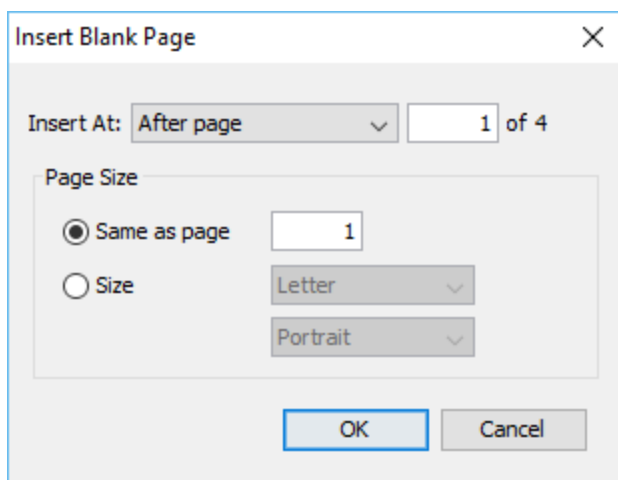 Insert Blank Page
Insert At: After page 1 of 4
Page Size
Same as page 1
Size Letter
Portrait
OK Cancel